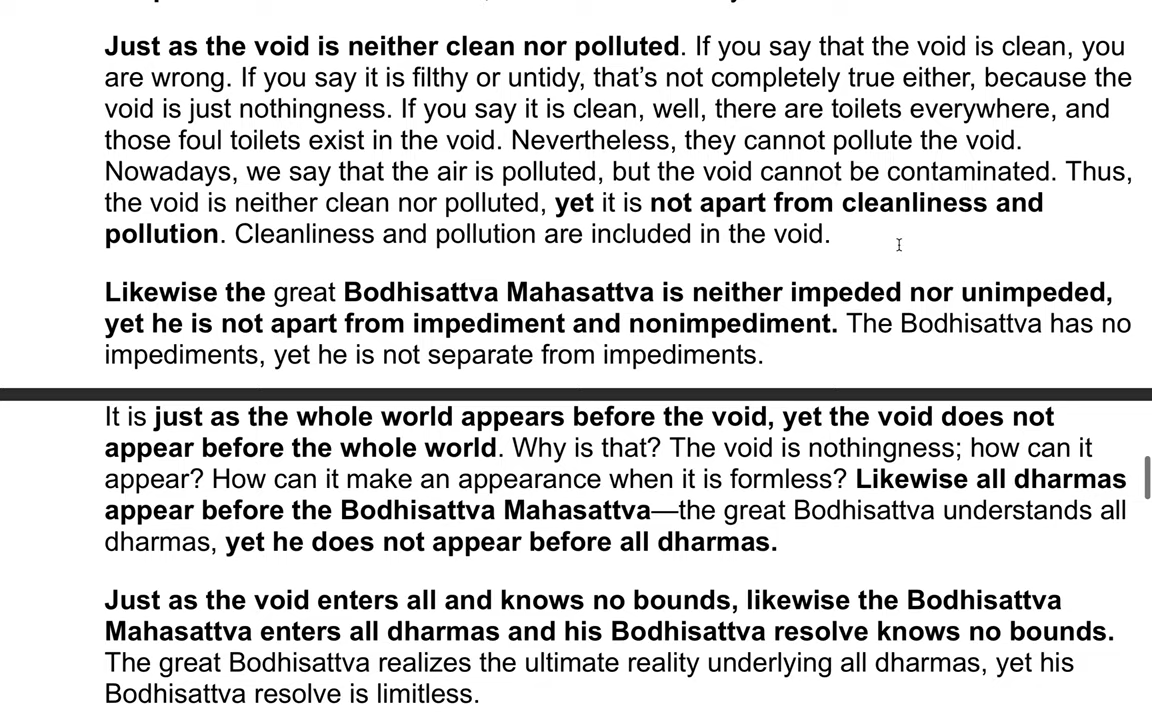 Just as the void is neither clean nor polluted. If you say that the void is clean, you
are wrong. If you say it is filthy or untidy, that’s not completely true either, because the
void is just nothingness. If you say it is clean, well, there are toilets everywhere, and
those foul toilets exist in the void. Nevertheless, they cannot pollute the void.
Nowadays, we say that the air is polluted, but the void cannot be contaminated. Thus,
the void is neither clean nor polluted, yet it is not apart from cleanliness and
pollution. Cleanliness and pollution are included in the void.
Likewise the great Bodhisattva Mahasattva is neither impeded nor unimpeded,
yet he is not apart from impediment and nonimpediment. The Bodhisattva has no
impediments, yet he is not separate from impediments.
It is just as the whole world appears before the void, yet the void does not
appear before the whole world. Why is that? The void is nothingness; how can it
appear? How can it make an appearance when it is formless? Likewise all dharmas
appear before the Bodhisattva Mahasattva—the great Bodhisattva understands all
dharmas, yet he does not appear before all dharmas.
Just as the void enters all and knows no bounds, likewise the Bodhisattva
Mahasattva enters all dharmas and his Bodhisattva resolve knows no bounds.
The great Bodhisattva realizes the ultimate reality underlying all dharmas, yet his
Bodhisattva resolve is limitless.